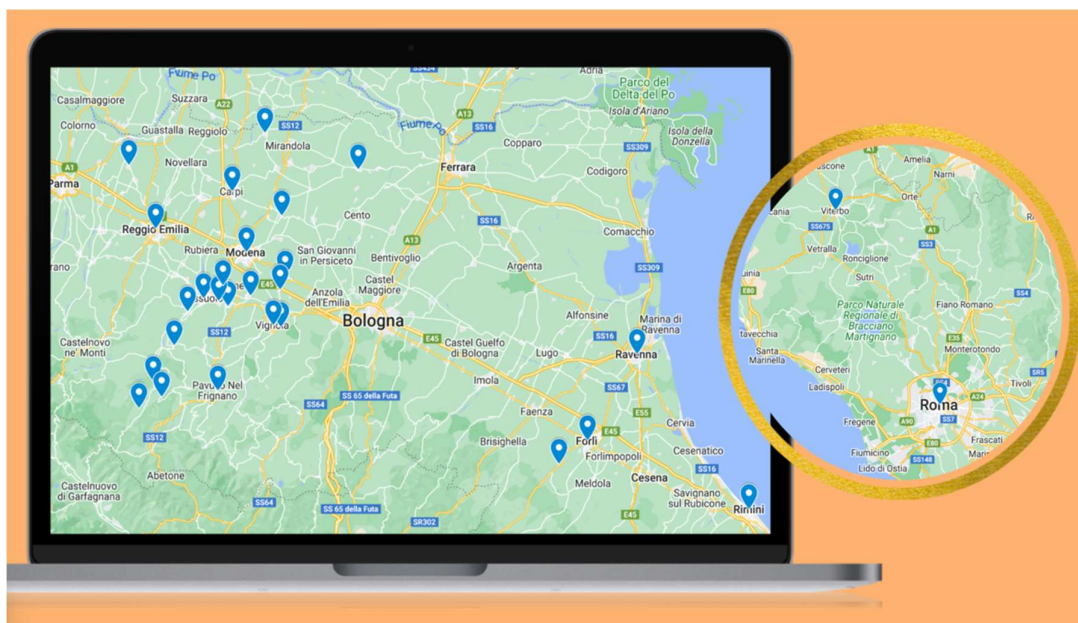 Fiume Po
Adria
Parco del
Delta del Po
Casalmaggiore
Suzzara
A22
A13
Isola d'Ariano
Colorno
Guastalla
Reggiolo
SS12
Fiume Po
SS16
Isola della
Donzella
Mirandola
Copparo
SS309
A1
Novellara
Ferrara
Codigoro
Parma
Carpi
Reggio Emilia
Cento
SS16
Comacchio
Rubiera
Modena
San Giovanni
in Persiceto
A13
Bentivoglio
Argenta
SS309
E45
Castel
Maggiore
Anzola
dell'Emilia
Bologna
Alfonsine
Marina di
Ravenna
SS12
E45
Castel Guelfo
di Bologna
SS16
Ravenna
Castelnovo
ne' Monti
Lugo
Imola
SS67
Frignano
SS64
SS 65 della Futa
Faenza
E55
Cervia
SS12
Brisighella
Forlì
E45
Forlimpopoli
Cesenatico
Abetone
Meldola
Cesena
SS16
Castelnuovo
di Garfagnana
SS64
SS 65 della Futa
SR302
E45
Savignano
sul Rubicone
Rimini
A1
Amelia
Narni
Viterbo
Orte
SS675
A1
SS3
Vetralla
Ronciglione
Sutri
E80
SS4
Parco Naturale
Regionale di
Bracciano
Martignano
Fiano Romano
E35
Santa
Marinella
Monterotondo
Cerveteri
SR5
Ladispoli
Tivoli
A24
Roma
Fregene
A90
SS7
E80
Frascati
Fiumicino
SS148
Lido di Ostia